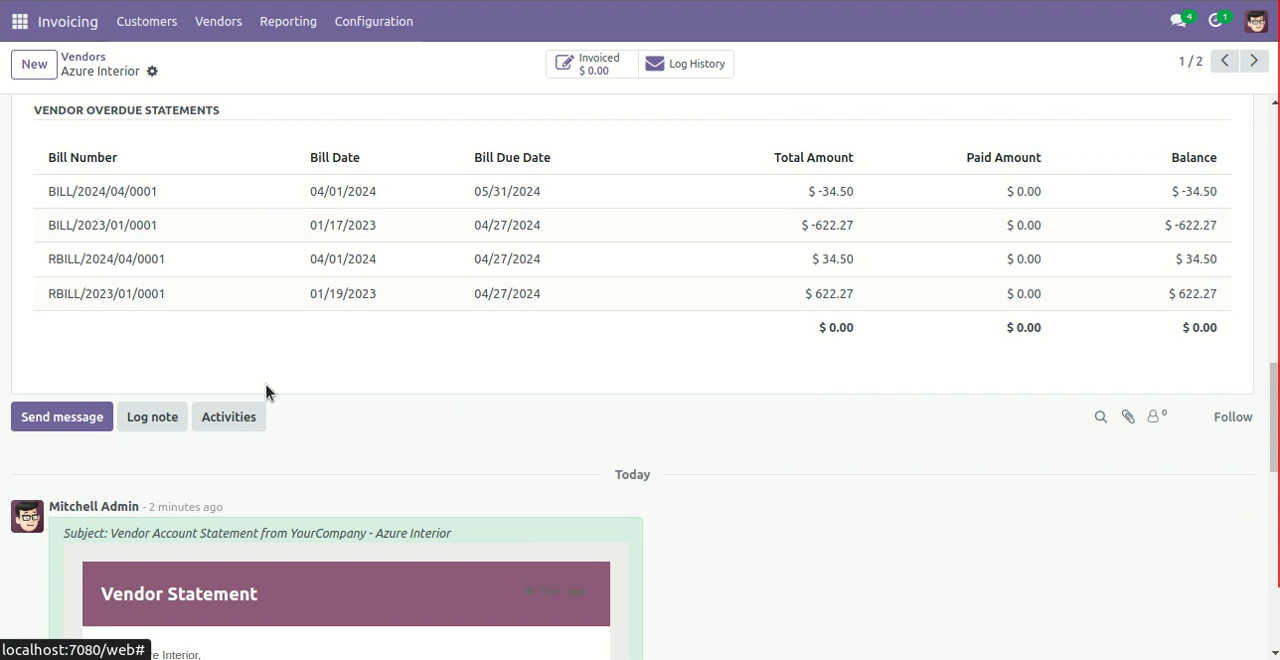 Invoicing Customers Vendors Reporting Configuration 4 1
New Vendors
Azure Interior
Invoiced
$ 0.00
Log History
1 / 2
VENDOR OVERDUE STATEMENTS
Bill Number Bill Date Bill Due Date Total Amount Paid Amount Balance
BILL/2024/04/0001 04/01/2024 05/31/2024 $ -34.50 $ 0.00 $ -34.50
BILL/2023/01/0001 01/17/2023 04/27/2024 $ -622.27 $ 0.00 $ -622.27
RBILL/2024/04/0001 04/01/2024 04/27/2024 $ 34.50 $ 0.00 $ 34.50
RBILL/2023/01/0001 01/19/2023 04/27/2024 $ 622.27 $ 0.00 $ 622.27
$ 0.00 $ 0.00 $ 0.00
Send message Log note Activities 0 Follow
Today
Mitchell Admin - 2 minutes ago
Subject: Vendor Account Statement from YourCompany - Azure Interior
Vendor Statement
localhost:7080/web#
re Interior,